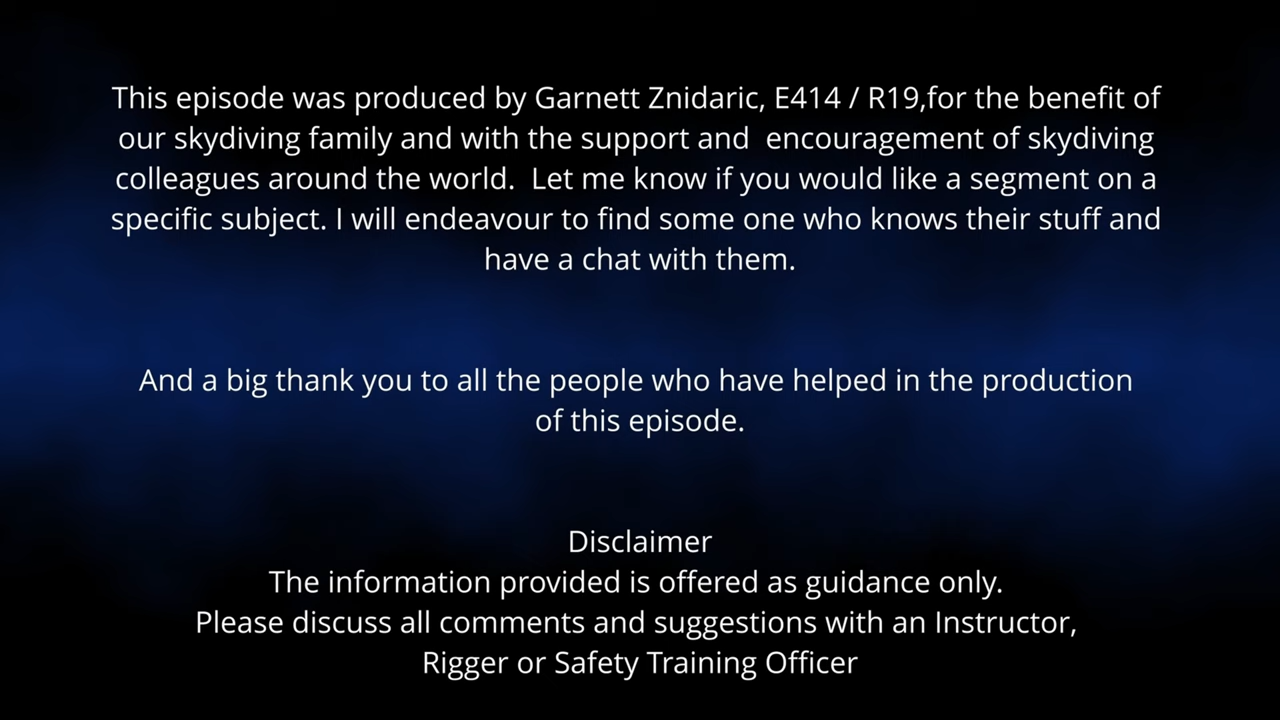 This episode was produced by Garnett Znidaric, E414 / R19,for the benefit of
our skydiving family and with the support and  encouragement of skydiving
colleagues around the world.  Let me know if you would like a segment on a
specific subject. I will endeavour to find some one who knows their stuff and
have a chat with them.
And a big thank you to all the people who have helped in the production
of this episode.
Disclaimer
The information provided is offered as guidance only.
Please discuss all comments and suggestions with an Instructor,
Rigger or Safety Training Officer